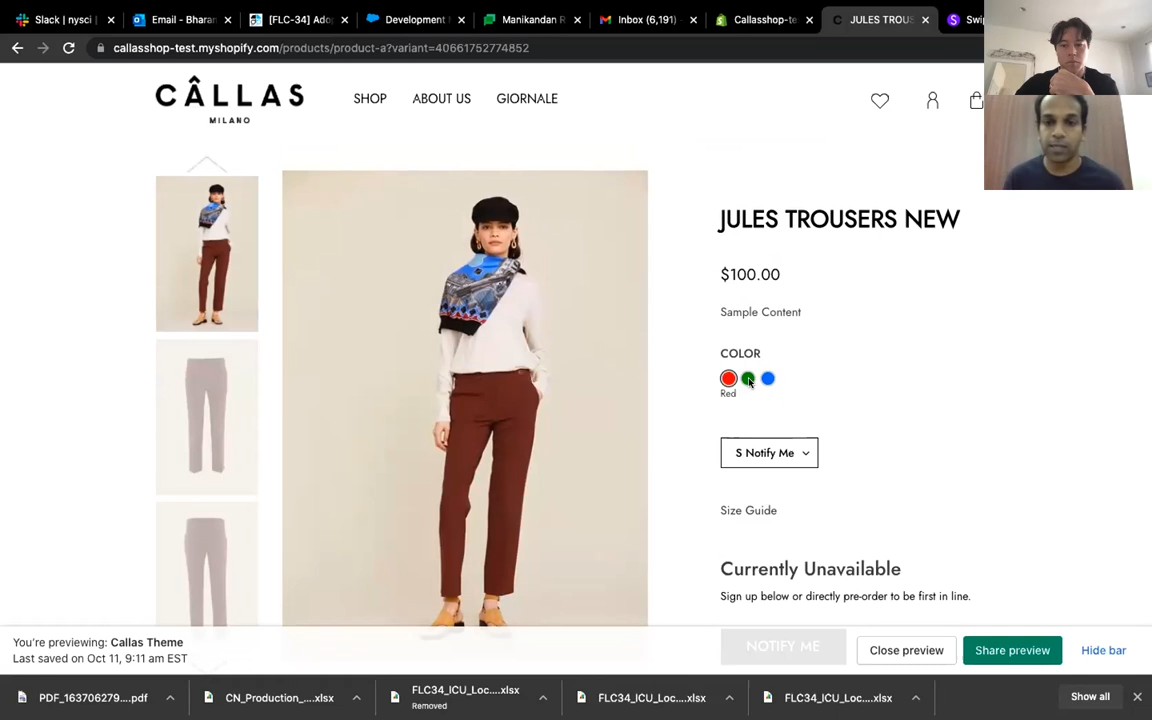 Slack | nysci
Email - Bharan
[FLC-34] Ado
Development
Manikandan R
Inbox (6,191)
Callasshop-te
JULES TROUS
Swi
callasshop-test.myshopify.com/products/product-a?variant=40661752774852
CÂLLAS
MILANO
SHOP
ABOUT US
GIORNALE
JULES TROUSERS NEW
$100.00
Sample Content
COLOR
Red
S Notify Me
Size Guide
Currently Unavailable
Sign up below or directly pre-order to be first in line.
NOTIFY ME
You're previewing: Callas Theme
Last saved on Oct 11, 9:11 am EST
Close preview
Share preview
Hide bar
PDF_163706279....pdf
CN_Production_...xlsx
FLC34_ICU_Loc....xlsx
Removed
FLC34_ICU_Loc....xlsx
FLC34_ICU_Loc....xlsx
Show all